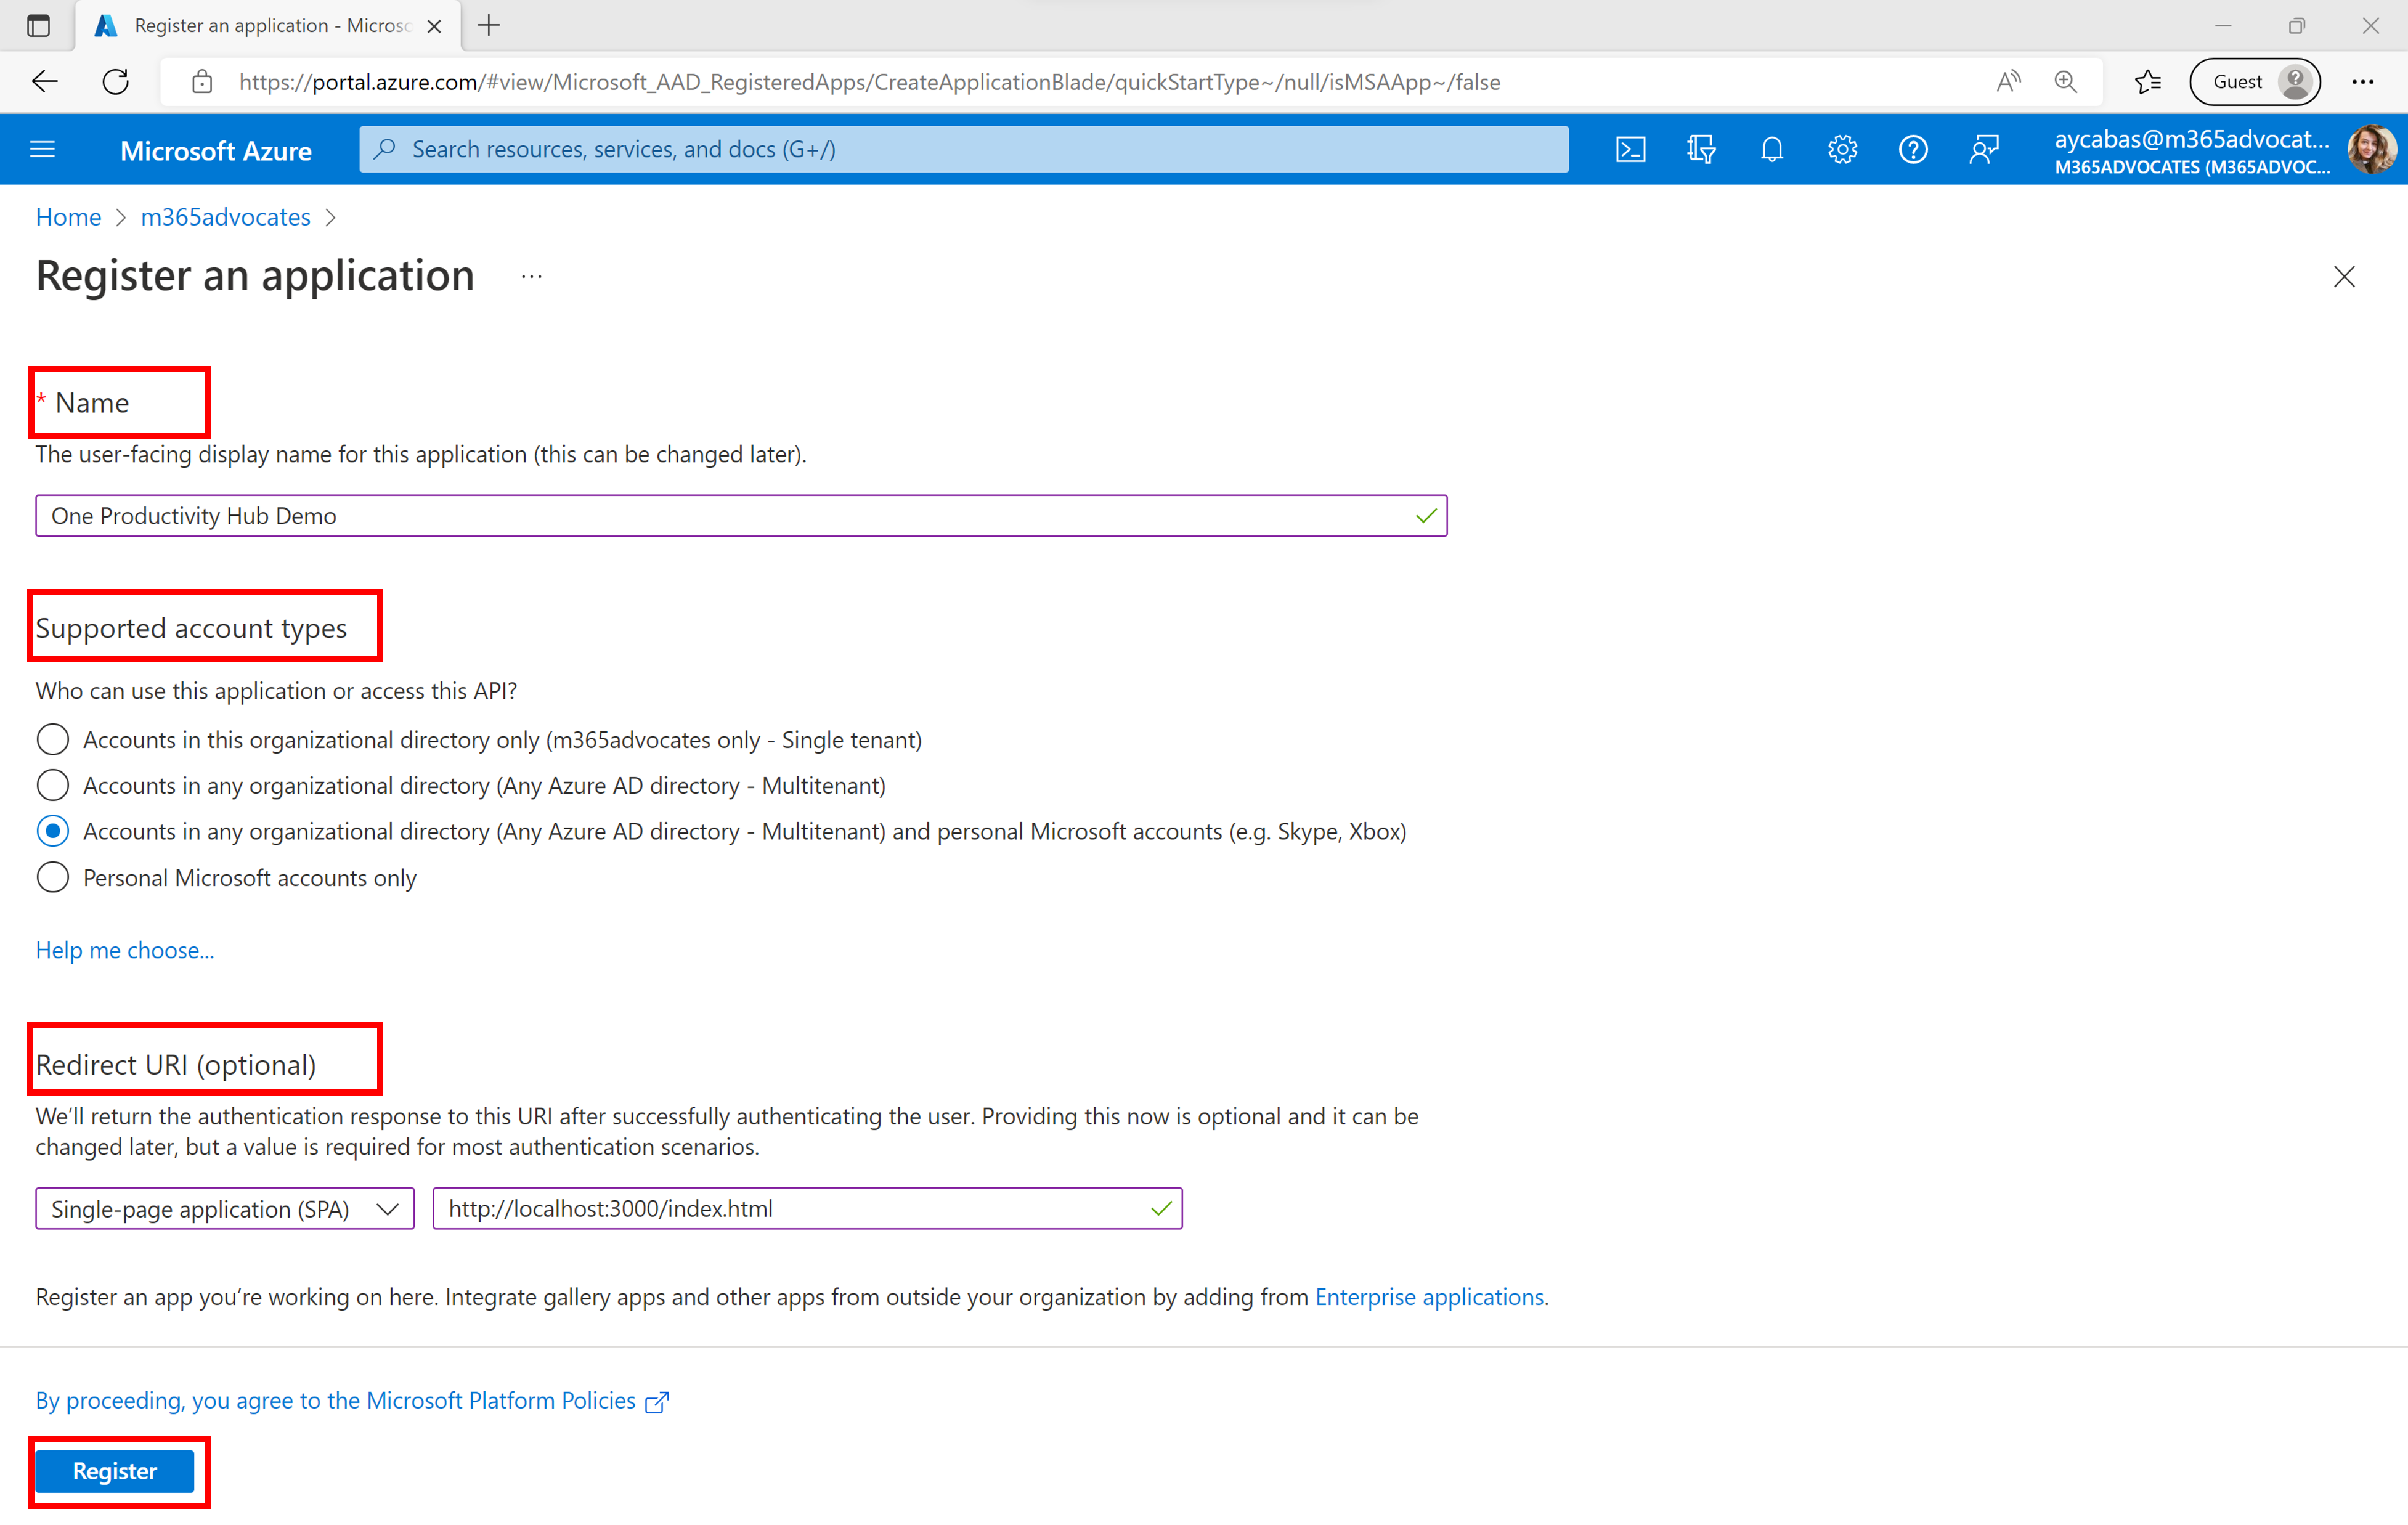 Register an application - Micros
https://portal.azure.com/#view/Microsoft_AAD_RegisteredApps/CreateApplicationBlade/quickStartType~/null/isMSAApp~/false
Guest
Microsoft Azure
Search resources, services, and docs (G+/)
aycabas@m365advocat...
M365ADVOCATES (M365ADVOC...
Home > m365advocates >
Register an application ...
* Name
The user-facing display name for this application (this can be changed later).
One Productivity Hub Demo
Supported account types
Who can use this application or access this API?
Accounts in this organizational directory only (m365advocates only - Single tenant)
Accounts in any organizational directory (Any Azure AD directory - Multitenant)
Accounts in any organizational directory (Any Azure AD directory - Multitenant) and personal Microsoft accounts (e.g. Skype, Xbox)
Personal Microsoft accounts only
Help me choose...
Redirect URI (optional)
We’ll return the authentication response to this URI after successfully authenticating the user. Providing this now is optional and it can be
changed later, but a value is required for most authentication scenarios.
Single-page application (SPA) http://localhost:3000/index.html
Register an app you’re working on here. Integrate gallery apps and other apps from outside your organization by adding from Enterprise applications.
By proceeding, you agree to the Microsoft Platform Policies
Register